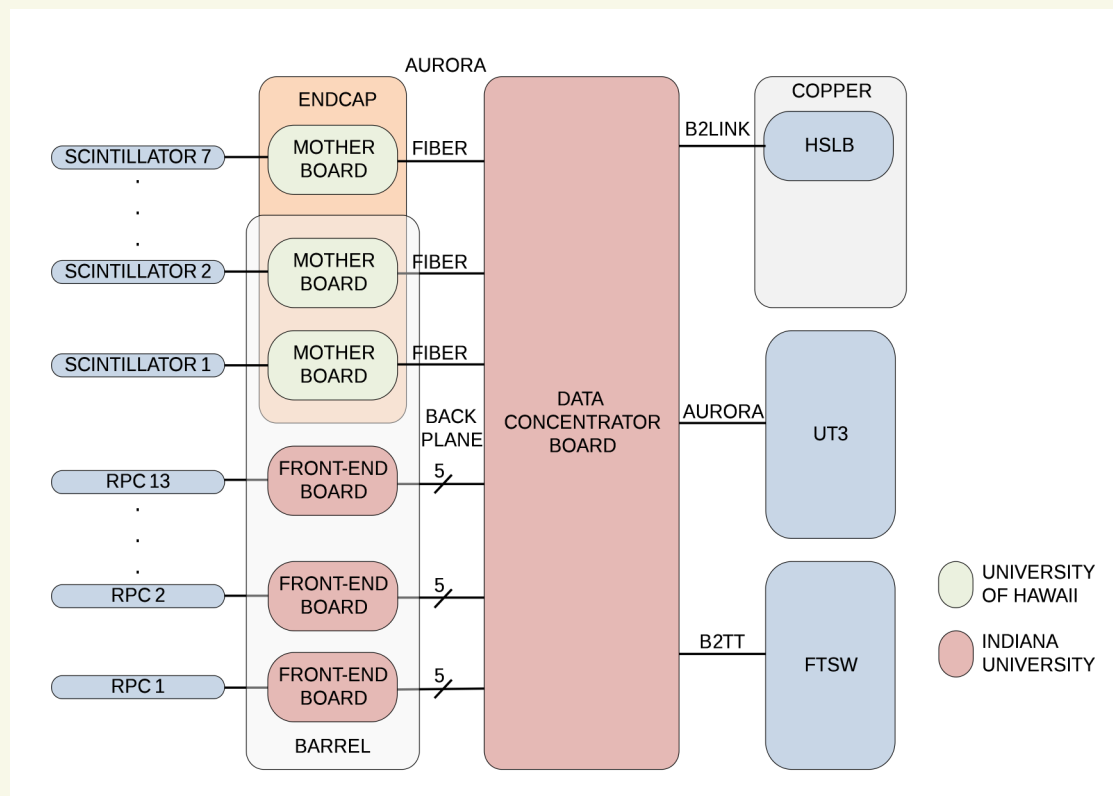 AURORA
ENDCAP
COPPER
SCINTILLATOR 7
MOTHER
BOARD
FIBER
B2LINK
HSLB
.
.
.
SCINTILLATOR 2
MOTHER
BOARD
FIBER
SCINTILLATOR 1
MOTHER
BOARD
FIBER
DATA
CONCENTRATOR
BOARD
AURORA
UT3
BACK
PLANE
RPC 13
FRONT-END
BOARD
5
.
.
.
RPC 2
FRONT-END
BOARD
5
RPC 1
FRONT-END
BOARD
5
BARREL
B2TT
FTSW
UNIVERSITY
OF HAWAII
INDIANA
UNIVERSITY